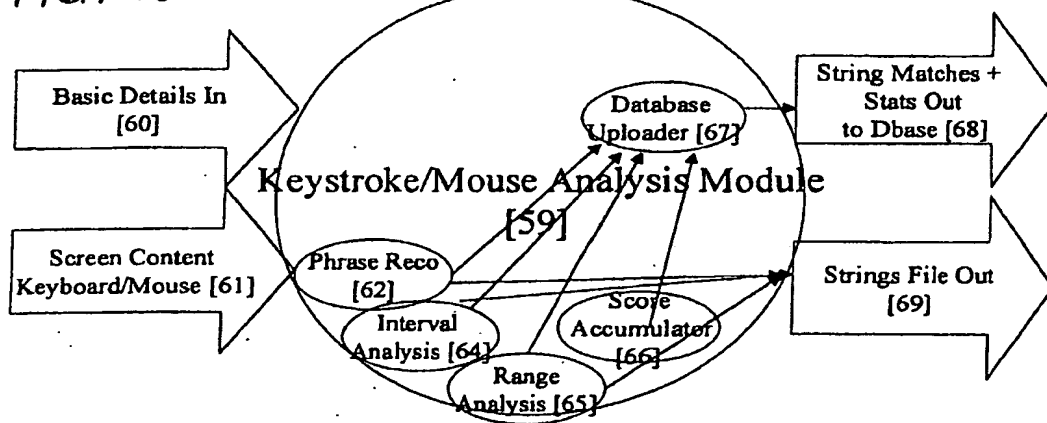 Basic Details In
[60]
Screen Content
Keyboard/Mouse [61]
Database
Uploader [67]
Keystroke/Mouse Analysis Module
[59]
Phrase Reco
[62]
Interval
Analysis [64]
Range
Analysis [65]
Score
Accumulator
[66]
String Matches +
Stats Out
to Dbase [68]
Strings File Out
[69]